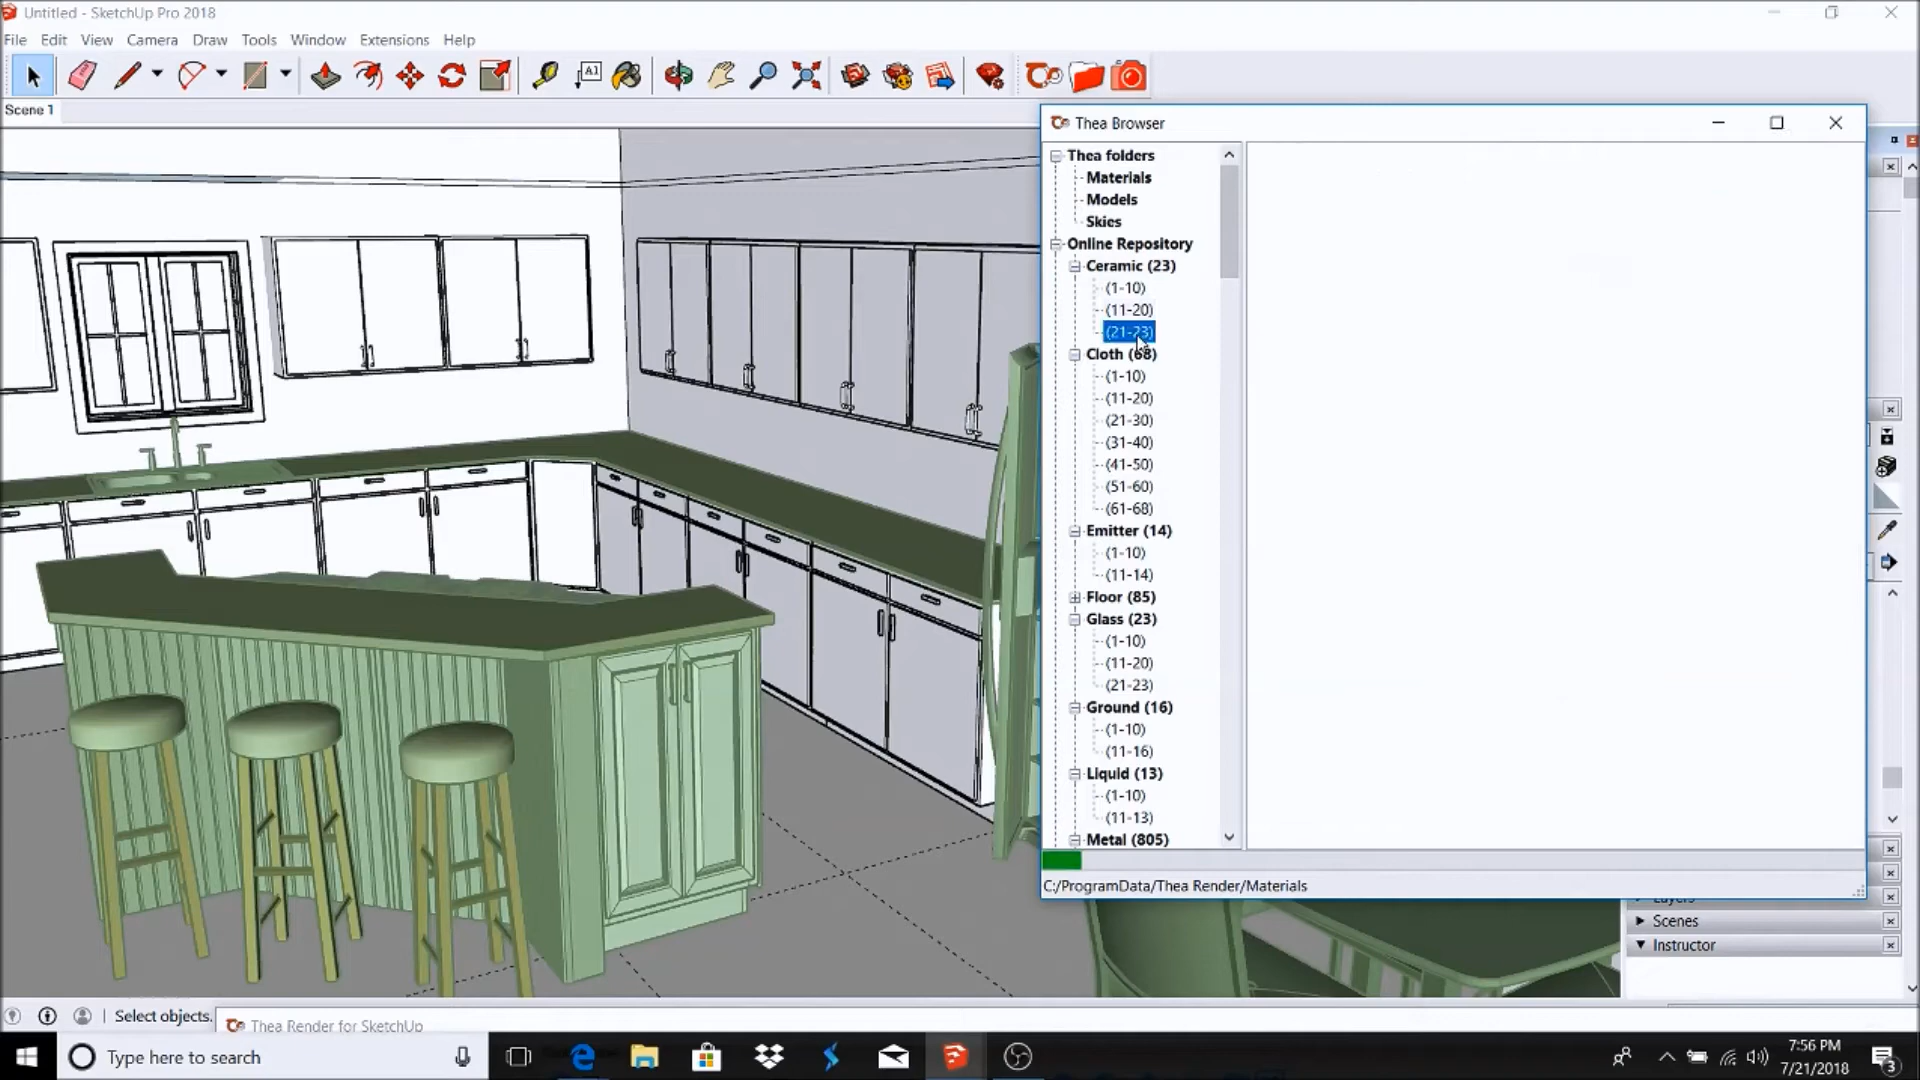 Untitled - SketchUp Pro 2018
File Edit View Camera Draw Tools Window Extensions Help
A1
Scene 1
Thea Browser
Thea folders
Materials
Models
Skies
Online Repository
Ceramic (23)
(1-10)
(11-20)
(21-23)
Cloth (68)
(1-10)
(11-20)
(21-30)
(31-40)
(41-50)
(51-60)
(61-68)
Emitter (14)
(1-10)
(11-14)
Floor (85)
Glass (23)
(1-10)
(11-20)
(21-23)
Ground (16)
(1-10)
(11-16)
Liquid (13)
(1-10)
(11-13)
Metal (805)
C:/ProgramData/Thea Render/Materials
Layers
Scenes
Instructor
Select objects.
Thea Render for SketchUp
Type here to search
7:56 PM
7/21/2018
3